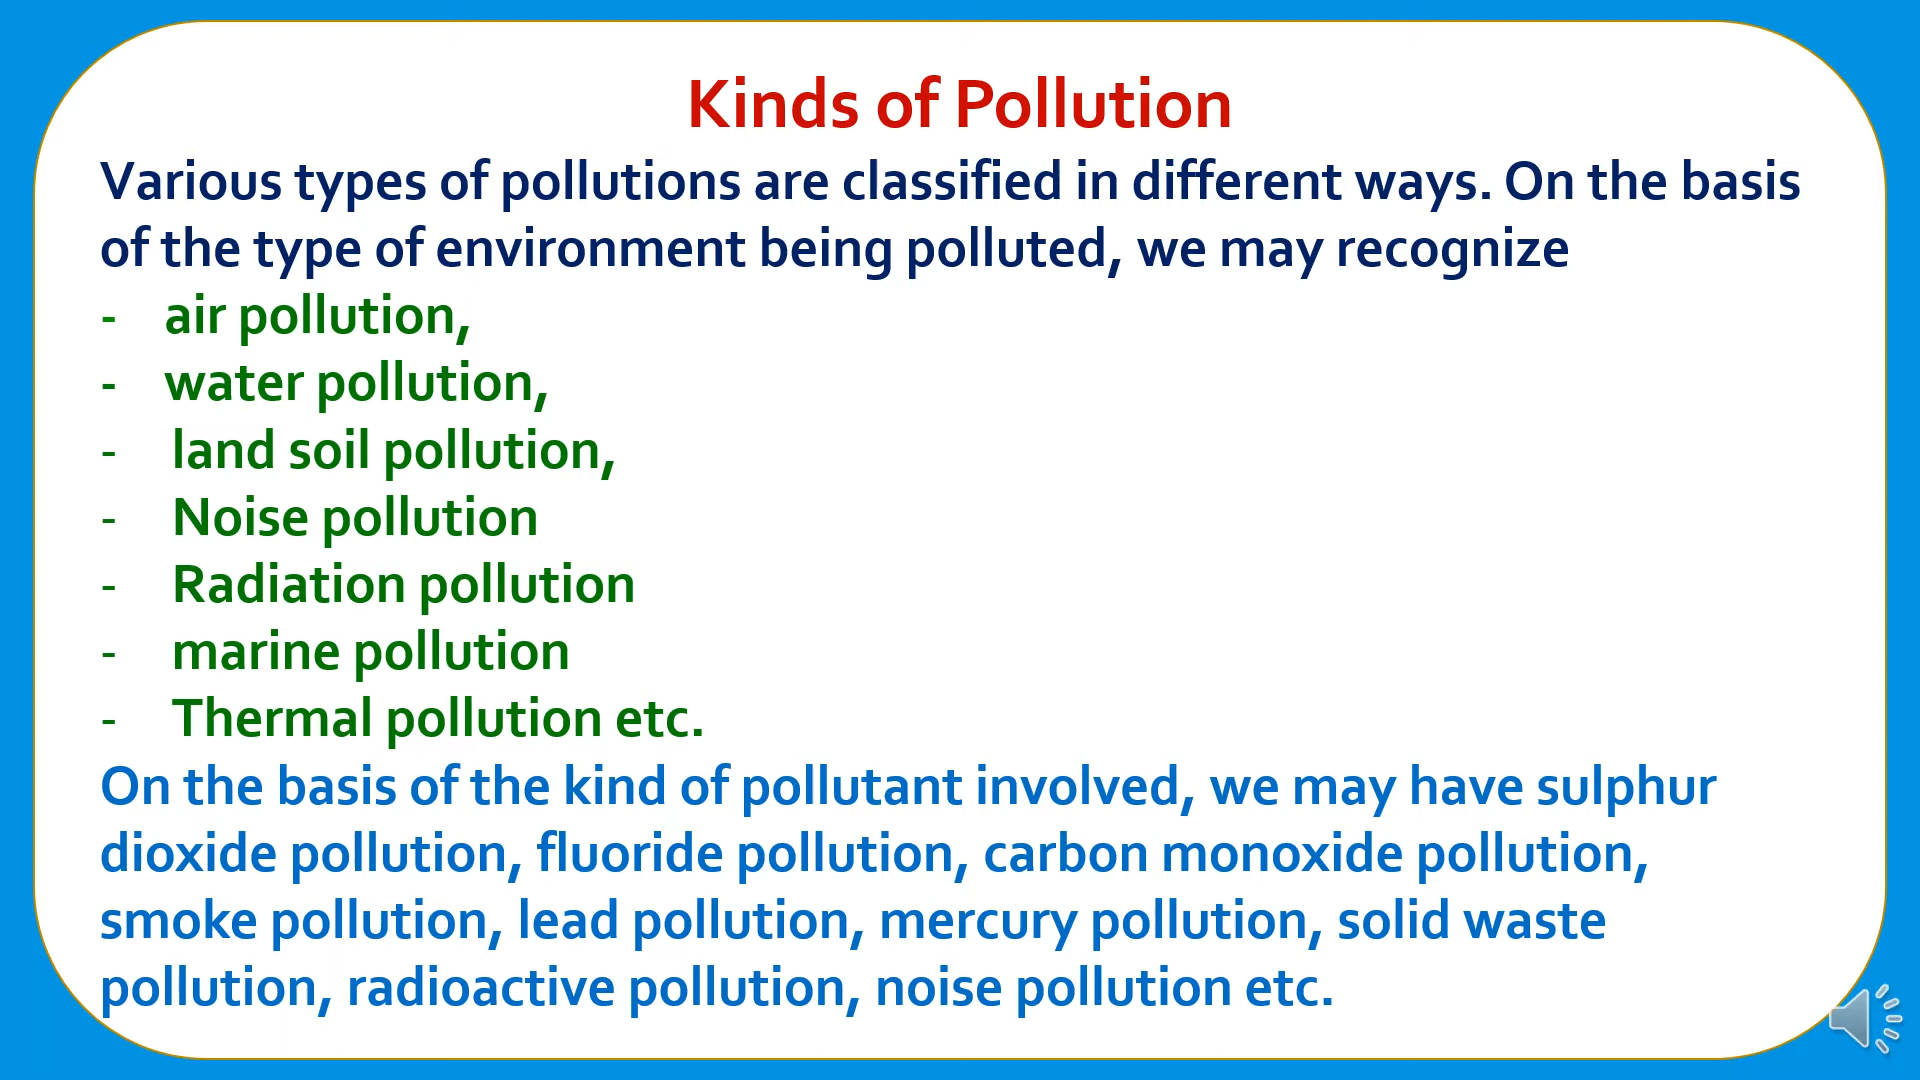 Kinds of Pollution
Various types of pollutions are classified in different ways. On the basis
of the type of environment being polluted, we may recognize
- air pollution,
- water pollution,
- land soil pollution,
- Noise pollution
- Radiation pollution
- marine pollution
- Thermal pollution etc.
On the basis of the kind of pollutant involved, we may have sulphur
dioxide pollution, fluoride pollution, carbon monoxide pollution,
smoke pollution, lead pollution, mercury pollution, solid waste
pollution, radioactive pollution, noise pollution etc.